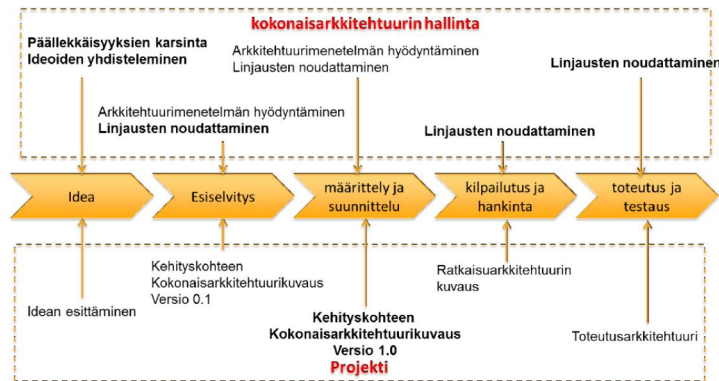 kokonaisarkkitehtuurin hallinta
Päällekkäisyyksien karsinta
Ideoiden yhdisteleminen
Arkkitehtuurimenetelmän hyödyntäminen
Linjausten noudattaminen
Linjausten noudattaminen
Arkkitehtuurimenetelmän hyödyntäminen
Linjausten noudattaminen
Linjausten noudattaminen
Idea
Esiselvitys
määrittely ja
suunnittelu
kilpailutus ja
hankinta
toteutus ja
testaus
Idean esittäminen
Kehityskohteen
Kokonaisarkkitehtuurikuvaus
Versio 0.1
Kehityskohteen
Kokonaisarkkitehtuurikuvaus
Versio 1.0
Ratkaisuarkkitehtuurin
kuvaus
Toteutusarkkitehtuuri
Projekti